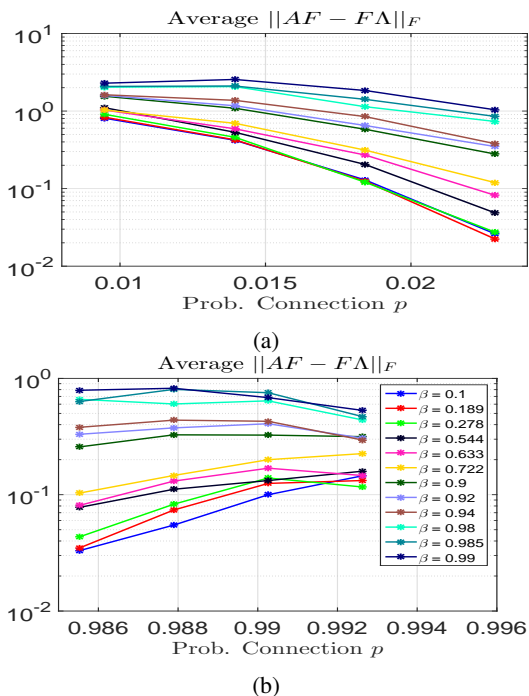 Average ||AF − FΛ||_F
10^1
10^0
10^-1
10^-2
0.01 0.015 0.02
Prob. Connection p
(a)
Average ||AF − FΛ||_F
10^0
10^-1
10^-2
β = 0.1
β = 0.189
β = 0.278
β = 0.544
β = 0.633
β = 0.722
β = 0.9
β = 0.92
β = 0.94
β = 0.98
β = 0.985
β = 0.99
0.986 0.988 0.99 0.992 0.994 0.996
Prob. Connection p
(b)